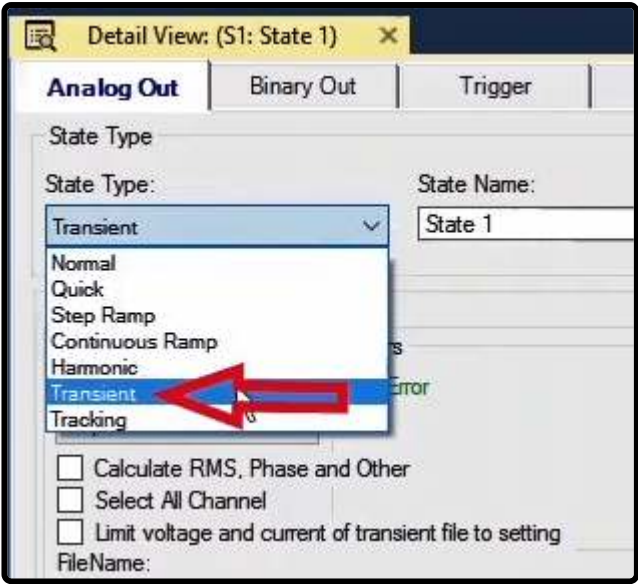 Detail View: (S1: State 1)
Analog Out Binary Out Trigger
State Type
State Type: State Name:
Transient State 1
Normal
Quick
Step Ramp
Continuous Ramp
Harmonic
Transient
Tracking
Calculate RMS, Phase and Other
Select All Channel
Limit voltage and current of transient file to setting
FileName: